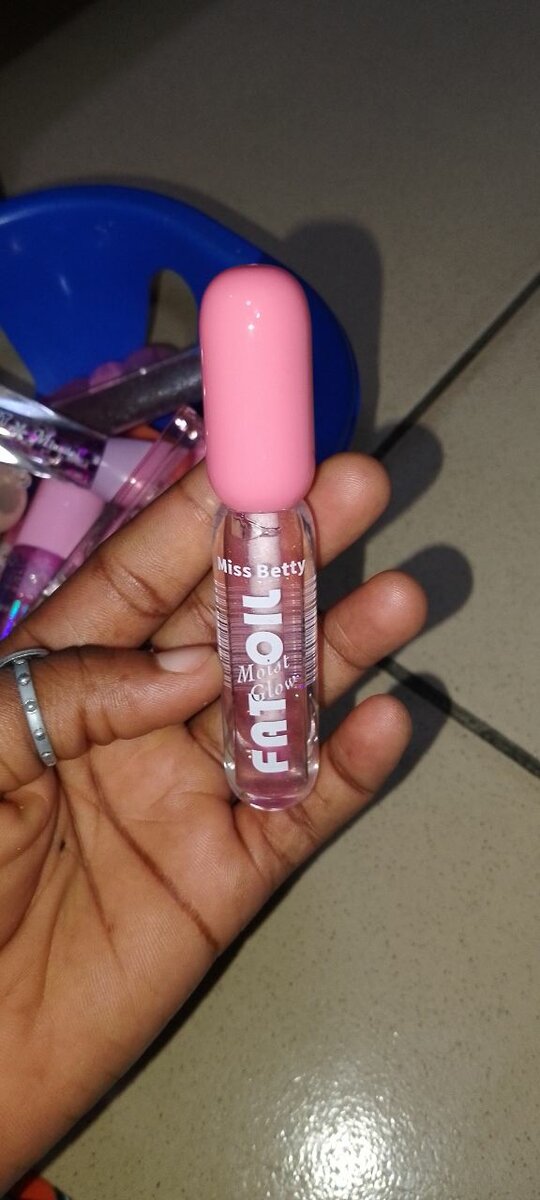 Miss Betty
FAT OIL
Moist
Glow